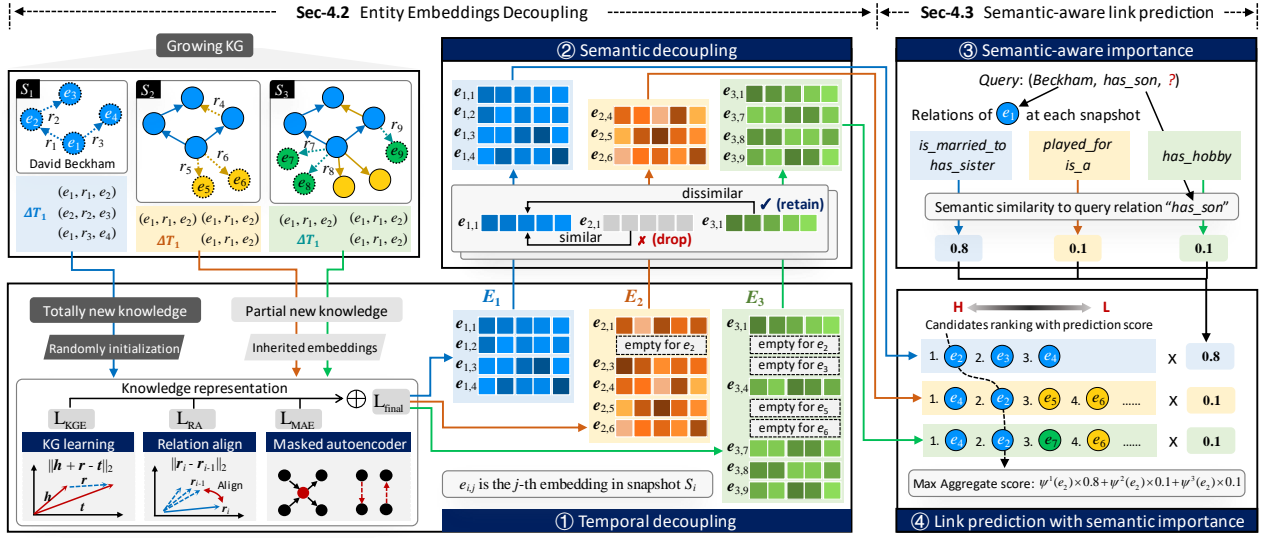 Sec-4.2 Entity Embeddings Decoupling
Sec-4.3 Semantic-aware link prediction
Growing KG
S1
e3
e2
r2
e4
r1
e1
r3
David Beckham
S2
r4
r6
r5
e5
e6
S3
r7
r9
e7
e9
e8
r8
ΔT1
(e1, r1, e2)
(e2, r2, e3)
(e1, r3, e4)
(e1, r1, e2) (e1, r1, e2)
ΔT1 (e1, r1, e2)
(e1, r1, e2) (e1, r1, e2)
ΔT1 (e1, r1, e2)
Totally new knowledge
Randomly initialization
Partial new knowledge
Inherited embeddings
Knowledge representation
LKGE
LRA
LMAE
⊕ Lfinal
KG learning
||h + r - t||2
r
h
t
Relation align
||ri - ri-1||2
ri-1
Align
ri
Masked autoencoder
② Semantic decoupling
e1,1
e1,2
e1,3
e1,4
e2,4
e2,5
e2,6
e3,1
e3,7
e3,8
e3,9
dissimilar
✓ (retain)
e1,1
e2,1
e3,1
similar
✗ (drop)
E1
E2
E3
e1,1
e1,2
e1,3
e1,4
e2,1
empty for e2
e2,3
e2,4
e2,5
e2,6
e3,1
empty for e2
empty for e3
e3,4
empty for e5
empty for e6
e3,7
e3,8
e3,9
ei,j is the j-th embedding in snapshot Si
① Temporal decoupling
③ Semantic-aware importance
Query: (Beckham, has_son, ?)
Relations of e1 at each snapshot
is_married_to
has_sister
played_for
is_a
has_hobby
Semantic similarity to query relation “has_son”
0.8
0.1
0.1
H
L
Candidates ranking with prediction score
1. e2 2. e3 3. e4 X 0.8
1. e4 2. e2 3. e5 4. e6 ...... X 0.1
1. e4 2. e2 3. e7 4. e6 ...... X 0.1
Max Aggregate score: ψ1(e2)×0.8+ψ2(e2)×0.1+ψ3(e2)×0.1
④ Link prediction with semantic importance